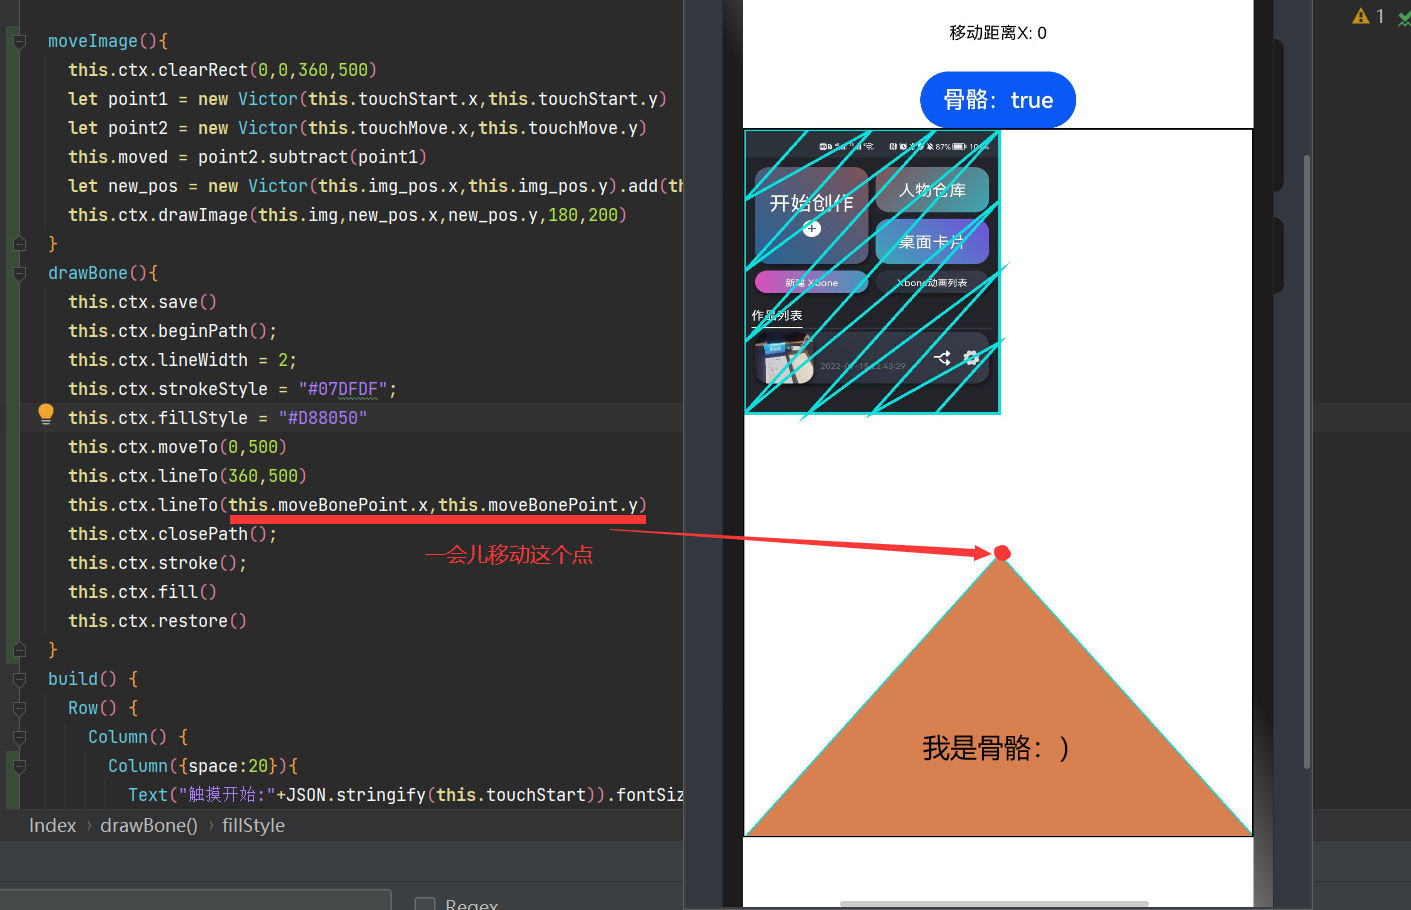 moveImage(){
this.ctx.clearRect(0,0,360,500)
let point1 = new Victor(this.touchStart.x,this.touchStart.y)
let point2 = new Victor(this.touchMove.x,this.touchMove.y)
this.moved = point2.subtract(point1)
let new_pos = new Victor(this.img_pos.x,this.img_pos.y).add(th
this.ctx.drawImage(this.img,new_pos.x,new_pos.y,180,200)
}
drawBone(){
this.ctx.save()
this.ctx.beginPath();
this.ctx.lineWidth = 2;
this.ctx.strokeStyle = "#07DFDF";
this.ctx.fillStyle = "#D88050"
this.ctx.moveTo(0,500)
this.ctx.lineTo(360,500)
this.ctx.lineTo(this.moveBonePoint.x,this.moveBonePoint.y)
this.ctx.closePath();
一会儿移动这个点
this.ctx.stroke();
this.ctx.fill()
this.ctx.restore()
}
build() {
Row() {
Column() {
Column({space:20}){
Text("触摸开始:"+JSON.stringify(this.touchStart)).fontSiz
Index › drawBone() › fillStyle
Regex
1
移动距离X: 0
骨骼：true
87%
开始创作
人物仓库
桌面卡片
新建 Xbone
Xbone动画列表
作品列表
我是骨骼：)